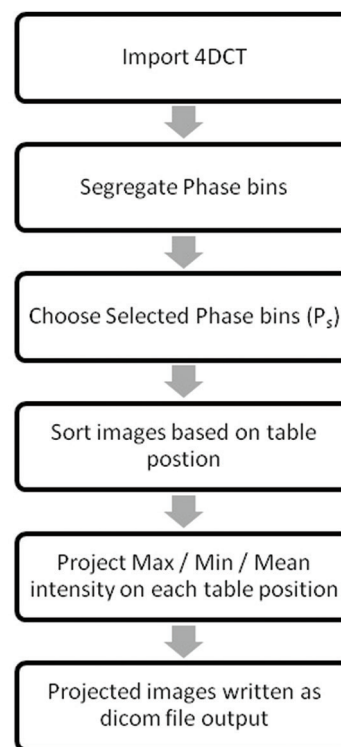 Import 4DCT
Segregate Phase bins
Choose Selected Phase bins (Ps)
Sort images based on table
postion
Project Max / Min / Mean
intensity on each table position
Projected images written as
dicom file output